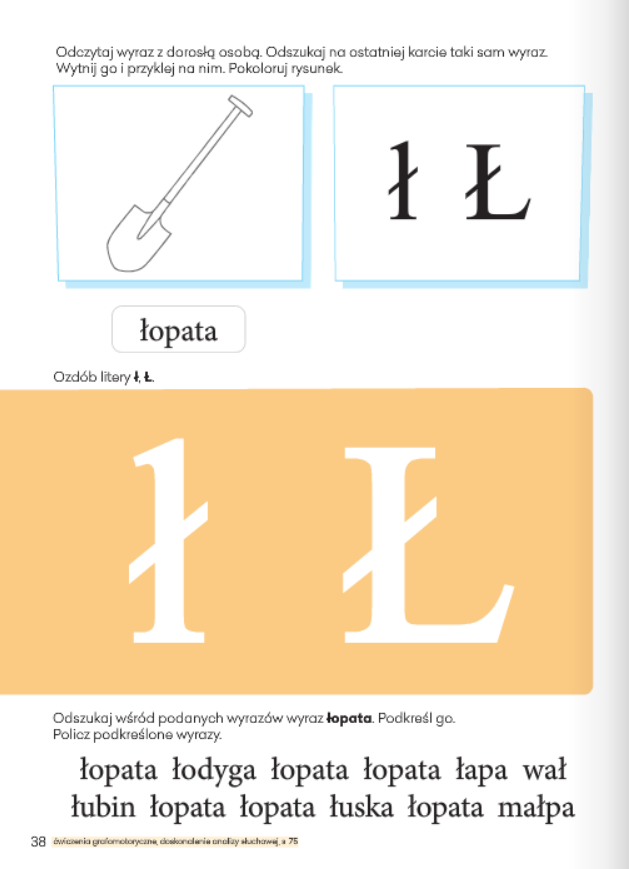 Odczytaj wyraz z dorosłą osobą. Odszukaj na ostatniej karcie taki sam wyraz.
Wytnij go i przyklej na nim. Pokoloruj rysunek.
ł Ł
łopata
Ozdób litery ł, Ł.
ł Ł
Odszukaj wśród podanych wyrazów wyraz łopata. Podkreśl go.
Policz podkreślone wyrazy.
łopata łodyga łopata łopata łapa wał
łubin łopata łopata łuska łopata małpa
38 ćwiczenia grafomotoryczne, doskonalenie analizy słuchowej, s 75